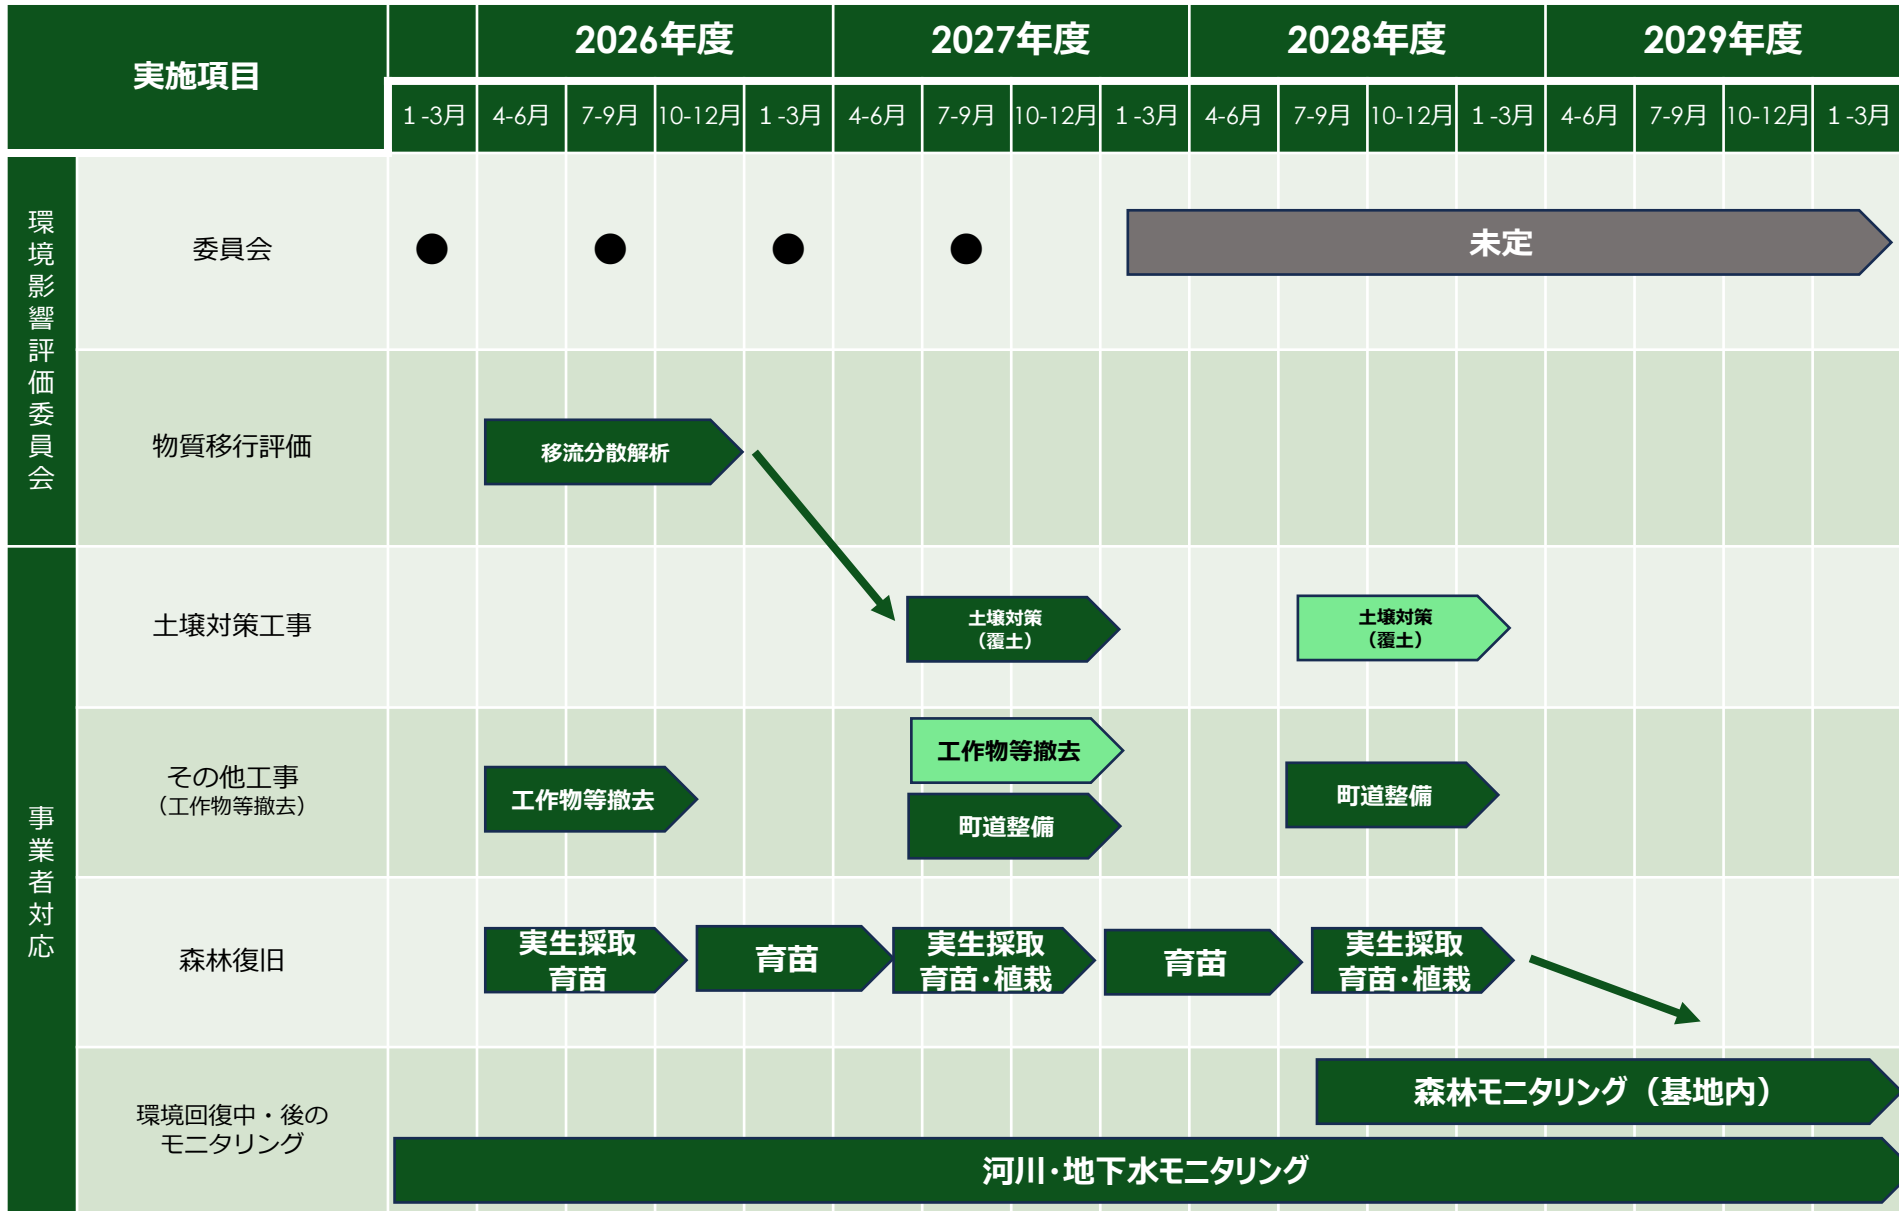 実施項目
2026年度
2027年度
2028年度
2029年度
1-3月
4-6月
7-9月
10-12月
1-3月
4-6月
7-9月
10-12月
1-3月
4-6月
7-9月
10-12月
1-3月
4-6月
7-9月
10-12月
1-3月
環境影響評価委員会
委員会
未定
物質移行評価
移流分散解析
事業者対応
土壌対策工事
土壌対策
（覆土）
土壌対策
（覆土）
その他工事
（工作物等撤去）
工作物等撤去
工作物等撤去
町道整備
町道整備
森林復旧
実生採取
育苗
育苗
実生採取
育苗・植栽
育苗
実生採取
育苗・植栽
環境回復中・後の
モニタリング
森林モニタリング（基地内）
河川・地下水モニタリング